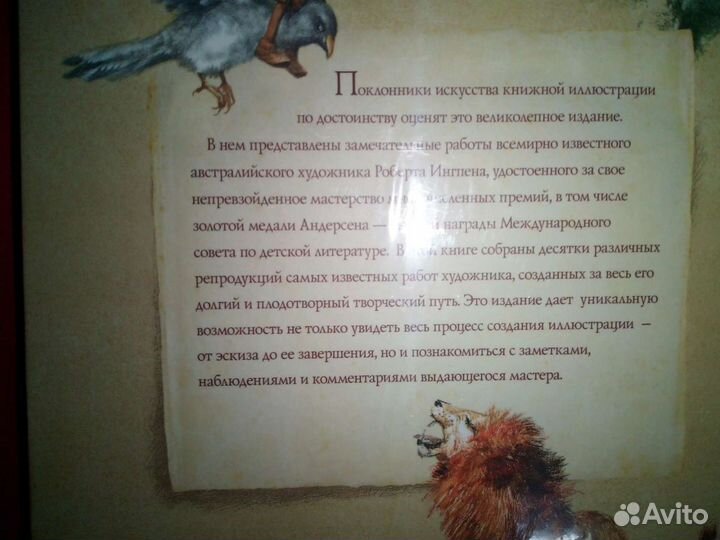 Поклонники искусства книжной иллюстрации
по достоинству оценят это великолепное издание.
В нем представлены замечательные работы всемирно известного
австралийского художника Роберта Ингпена, удостоенного за свое
непревзойденное мастерство премий, в том числе
золотой медали Андерсена — награды Международного
совета по детской литературе. В книге собраны десятки различных
репродукций самых известных работ художника, созданных за весь его
долгий и плодотворный творческий путь. Это издание дает уникальную
возможность не только увидеть весь процесс создания иллюстрации –
от эскиза до ее завершения, но и познакомиться с заметками,
наблюдениями и комментариями выдающегося мастера.
Avito